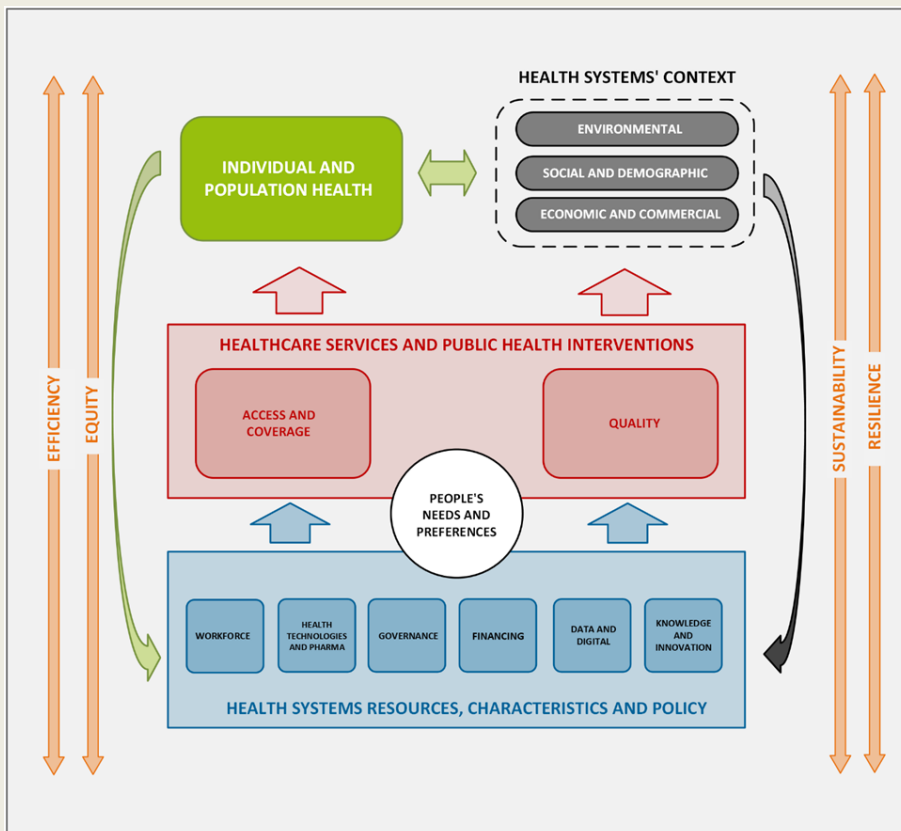 HEALTH SYSTEMS' CONTEXT
ENVIRONMENTAL
SOCIAL AND DEMOGRAPHIC
ECONOMIC AND COMMERCIAL
INDIVIDUAL AND
POPULATION HEALTH
EFFICIENCY
EQUITY
SUSTAINABILITY
RESILIENCE
HEALTHCARE SERVICES AND PUBLIC HEALTH INTERVENTIONS
ACCESS AND
COVERAGE
QUALITY
PEOPLE'S
NEEDS AND
PREFERENCES
WORKFORCE
HEALTH
TECHNOLOGIES
AND PHARMA
GOVERNANCE
FINANCING
DATA AND
DIGITAL
KNOWLEDGE
AND
INNOVATION
HEALTH SYSTEMS RESOURCES, CHARACTERISTICS AND POLICY